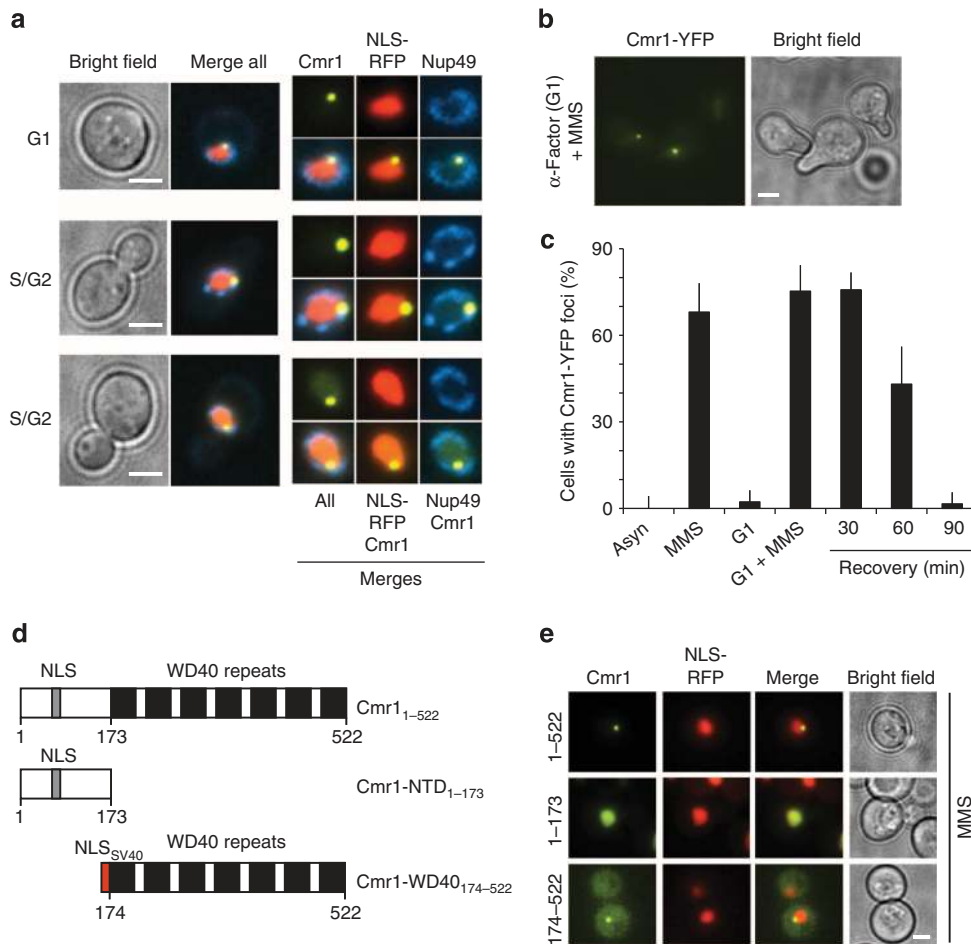 a
Bright field
Merge all
Cmr1
NLS-
RFP
Nup49
G1
S/G2
S/G2
All
NLS-
RFP
Cmr1
Nup49
Cmr1
Merges
b
Cmr1-YFP
Bright field
α-Factor (G1)
+ MMS
c
Cells with Cmr1-YFP foci (%)
90
60
30
0
Asyn
MMS
G1
G1 + MMS
30
60
90
Recovery (min)
d
NLS
WD40 repeats
Cmr1₁₋₅₂₂
1
173
522
NLS
Cmr1-NTD₁₋₁₇₃
1
173
NLS_SV40
WD40 repeats
Cmr1-WD40₁₇₄₋₅₂₂
174
522
e
Cmr1
NLS-
RFP
Merge
Bright field
1–522
1–173
174–522
MMS